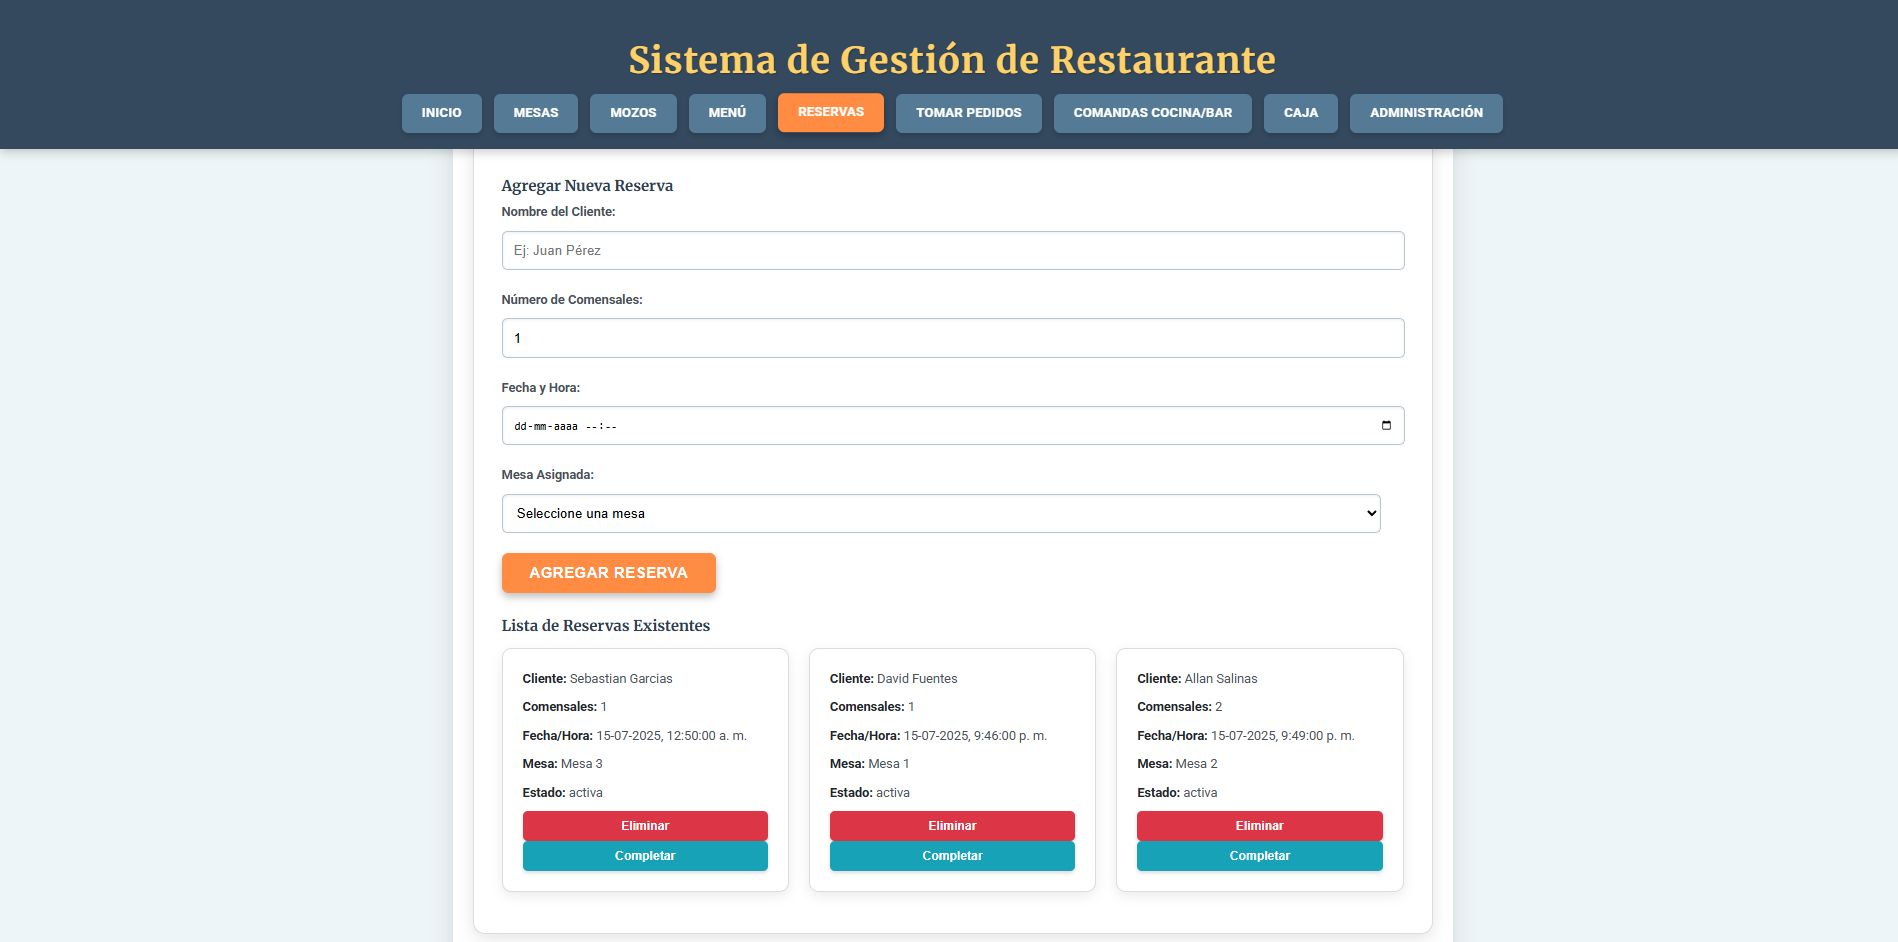 Sistema de Gestión de Restaurante
INICIO MESAS MOZOS MENÚ RESERVAS TOMAR PEDIDOS COMANDAS COCINA/BAR CAJA ADMINISTRACIÓN
Agregar Nueva Reserva
Nombre del Cliente:
Ej: Juan Pérez
Número de Comensales:
1
Fecha y Hora:
dd-mm-aaaa --:--
Mesa Asignada:
Seleccione una mesa
AGREGAR RESERVA
Lista de Reservas Existentes
Cliente: Sebastian Garcias
Comensales: 1
Fecha/Hora: 15-07-2025, 12:50:00 a. m.
Mesa: Mesa 3
Estado: activa
Eliminar
Completar
Cliente: David Fuentes
Comensales: 1
Fecha/Hora: 15-07-2025, 9:46:00 p. m.
Mesa: Mesa 1
Estado: activa
Eliminar
Completar
Cliente: Allan Salinas
Comensales: 2
Fecha/Hora: 15-07-2025, 9:49:00 p. m.
Mesa: Mesa 2
Estado: activa
Eliminar
Completar